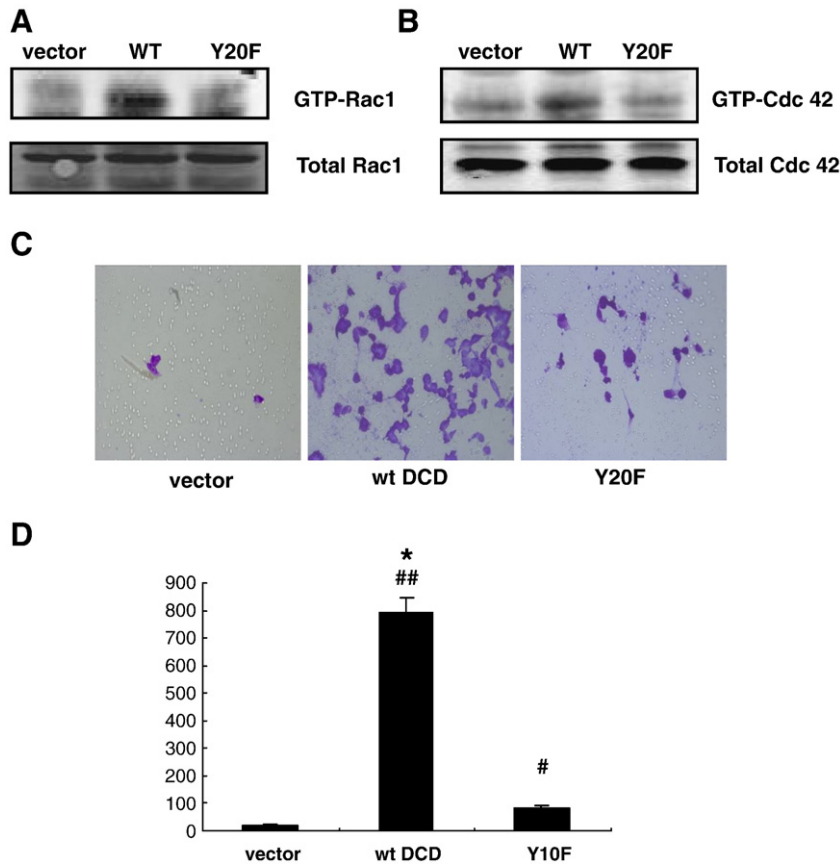 A
vector WT Y20F
GTP-Rac1
Total Rac1
B
vector WT Y20F
GTP-Cdc 42
Total Cdc 42
C
vector wt DCD Y20F
D
*
##
#
900
800
700
600
500
400
300
200
100
0
vector wt DCD Y10F